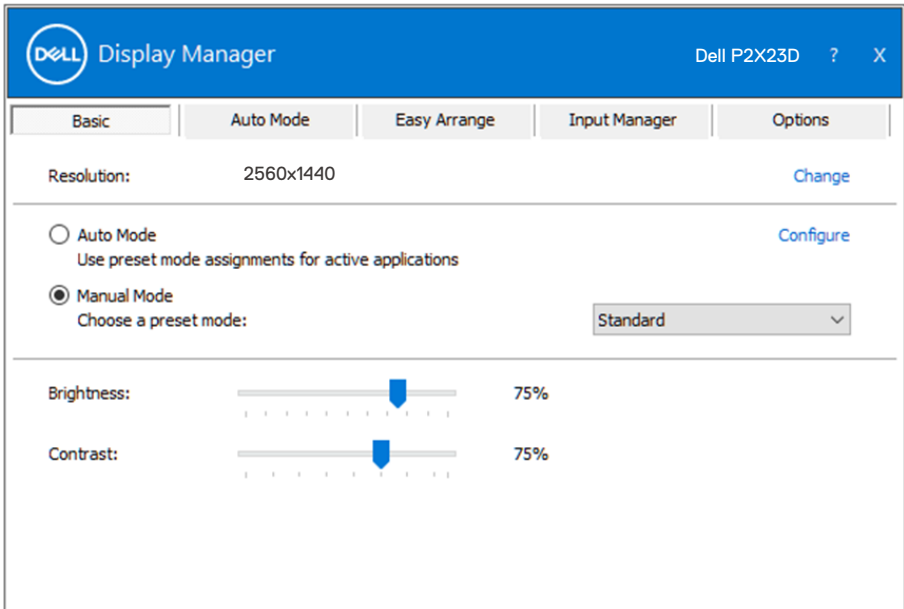 DELL Display Manager Dell P2X23D ? X
Basic Auto Mode Easy Arrange Input Manager Options
Resolution: 2560x1440 Change
Auto Mode Configure
Use preset mode assignments for active applications
Manual Mode
Choose a preset mode: Standard
Brightness: 75%
Contrast: 75%